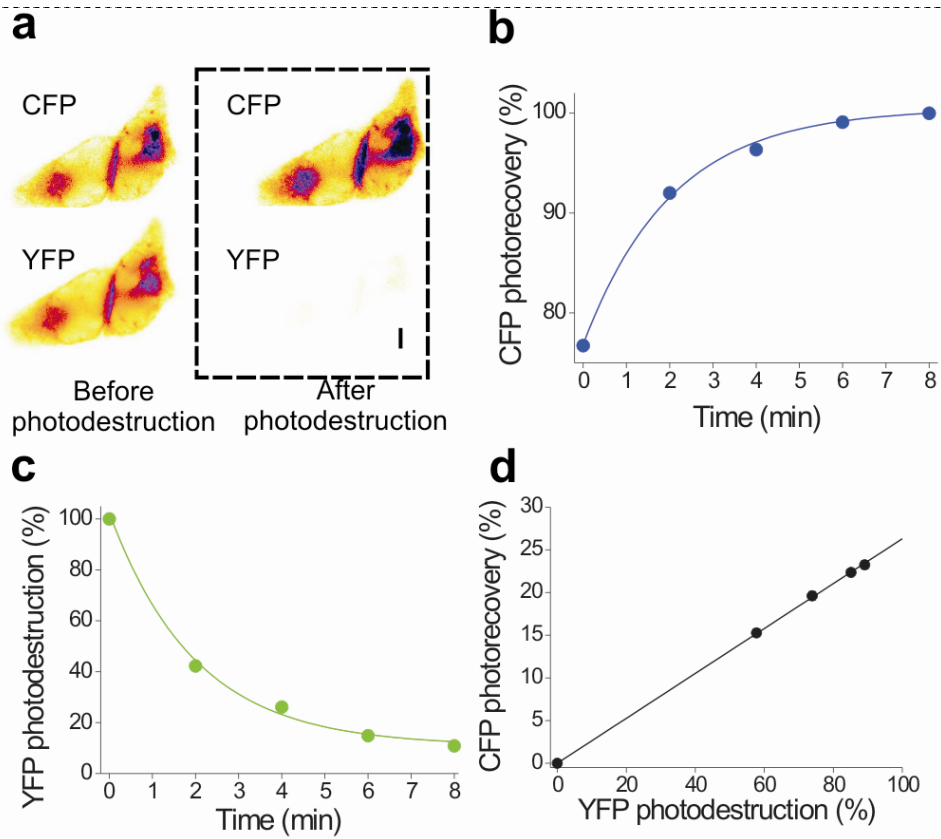 a
CFP
CFP
YFP
YFP
Before
photodestruction
After
photodestruction
b
CFP photorecovery (%)
100
90
80
0 1 2 3 4 5 6 7 8
Time (min)
c
YFP photodestruction (%)
100
80
60
40
20
0
0 1 2 3 4 5 6 7 8
Time (min)
d
CFP photorecovery (%)
30
25
20
15
10
5
0
0 20 40 60 80 100
YFP photodestruction (%)